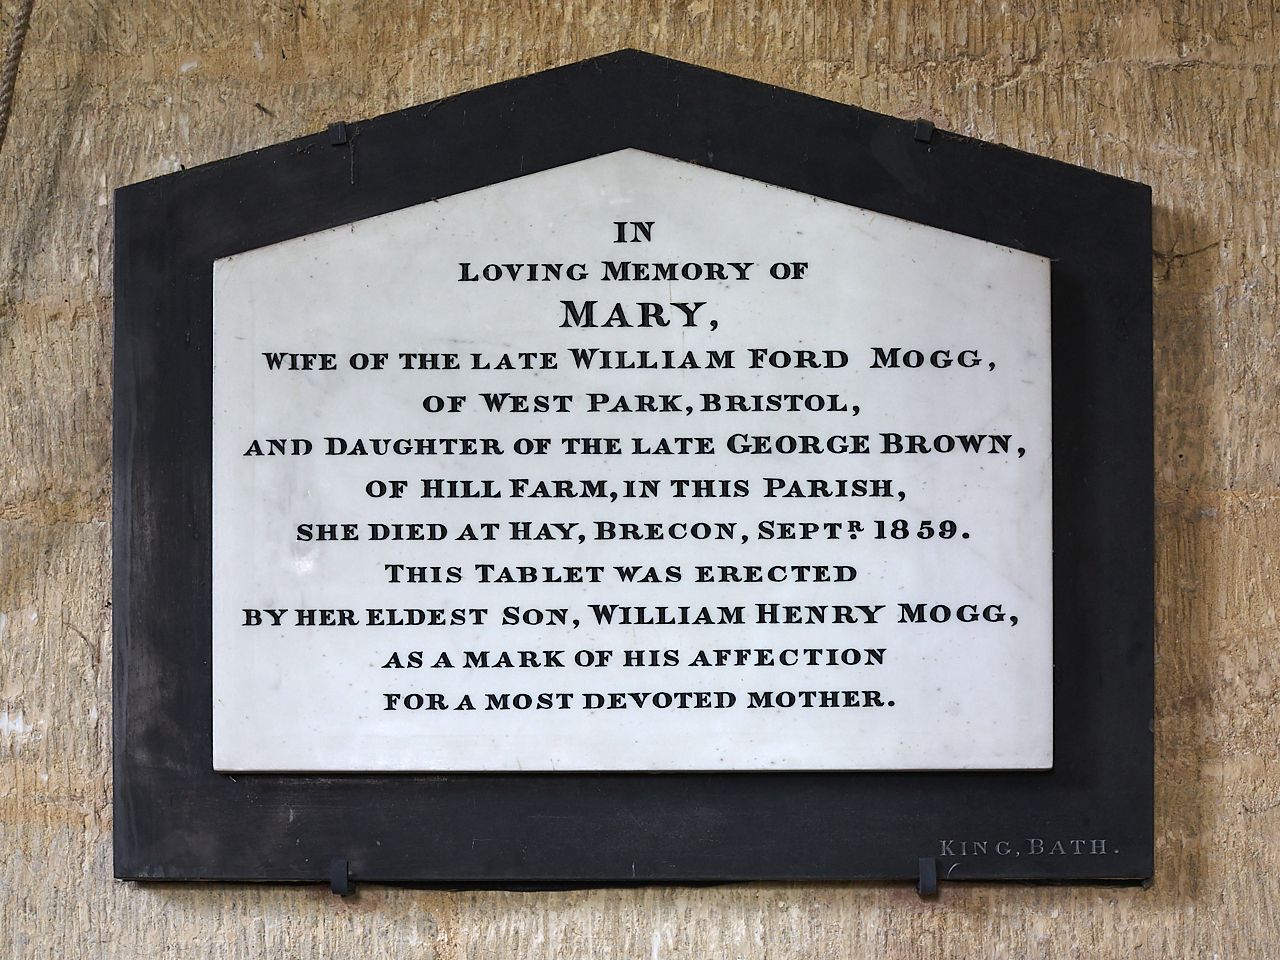 IN
LOVING MEMORY OF
MARY,
WIFE OF THE LATE WILLIAM FORD MOGG,
OF WEST PARK, BRISTOL,
AND DAUGHTER OF THE LATE GEORGE BROWN,
OF HILL FARM, IN THIS PARISH,
SHE DIED AT HAY, BRECON, SEPTR. 1859.
THIS TABLET WAS ERECTED
BY HER ELDEST SON, WILLIAM HENRY MOGG,
AS A MARK OF HIS AFFECTION
FOR A MOST DEVOTED MOTHER.
KING, BATH.